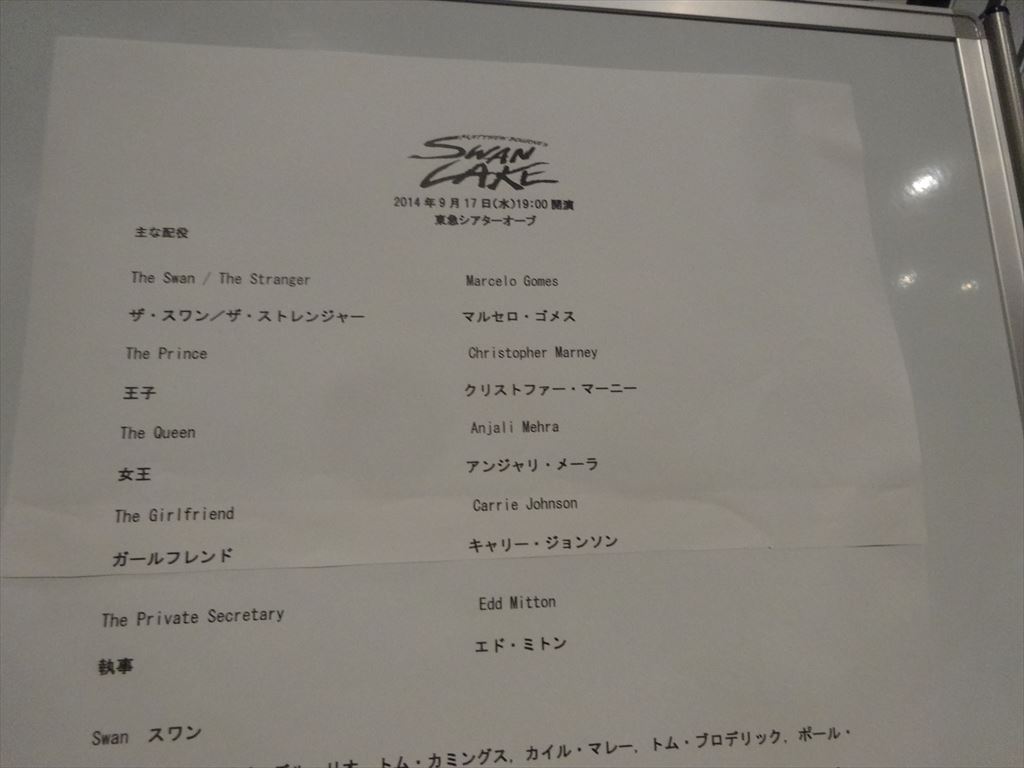 MATTHEW BOURNE'S
SWAN
LAKE
2014年9月17日(水)19:00開演
東急シアターオーブ
主な配役
The Swan / The Stranger Marcelo Gomes
ザ・スワン／ザ・ストレンジャー マルセロ・ゴメス
The Prince Christopher Marney
王子 クリストファー・マーニー
The Queen Anjali Mehra
女王 アンジャリ・メーラ
The Girlfriend Carrie Johnson
ガールフレンド キャリー・ジョンソン
The Private Secretary Edd Mitton
執事 エド・ミトン
Swan スワン
トム・カミングス, カイル・マレー, トム・ブロデリック, ポール・